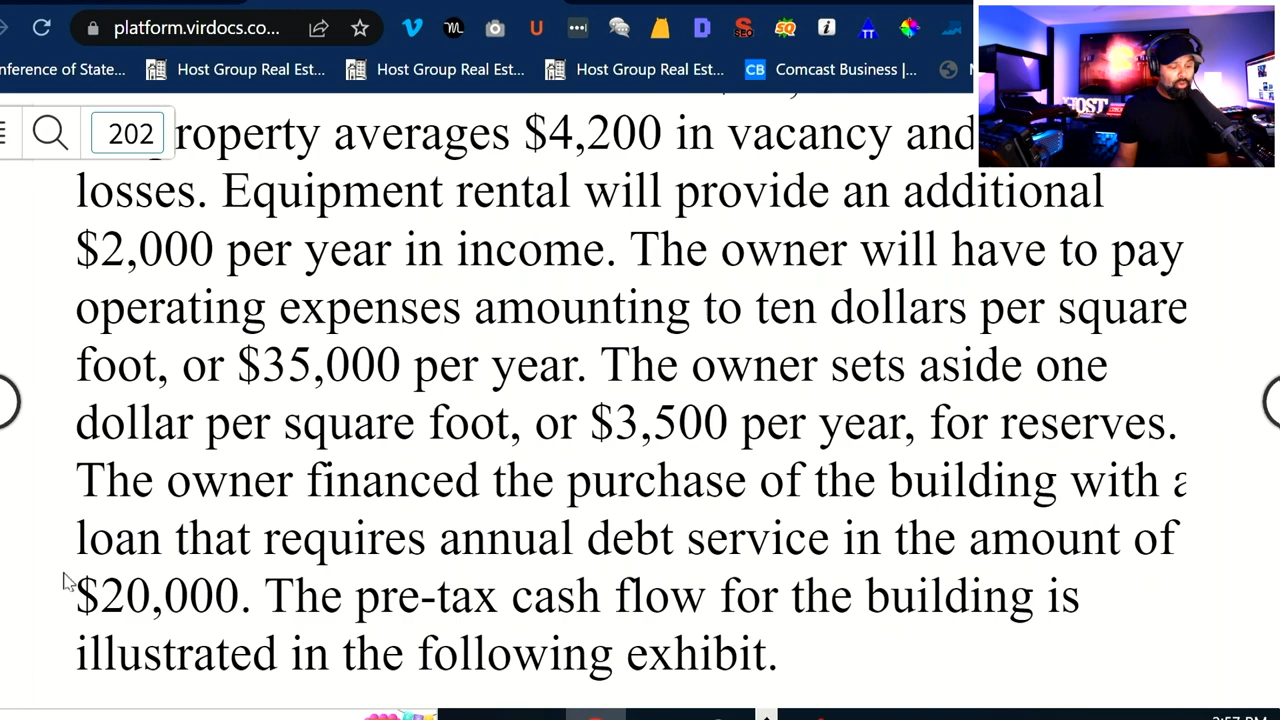 platform.virdocs.co...
nference of State...
Host Group Real Est...
Host Group Real Est...
Host Group Real Est...
CB Comcast Business |...
202
roperty averages $4,200 in vacancy and
losses. Equipment rental will provide an additional
$2,000 per year in income. The owner will have to pay
operating expenses amounting to ten dollars per square
foot, or $35,000 per year. The owner sets aside one
dollar per square foot, or $3,500 per year, for reserves.
The owner financed the purchase of the building with a
loan that requires annual debt service in the amount of
$20,000. The pre-tax cash flow for the building is
illustrated in the following exhibit.
HOST